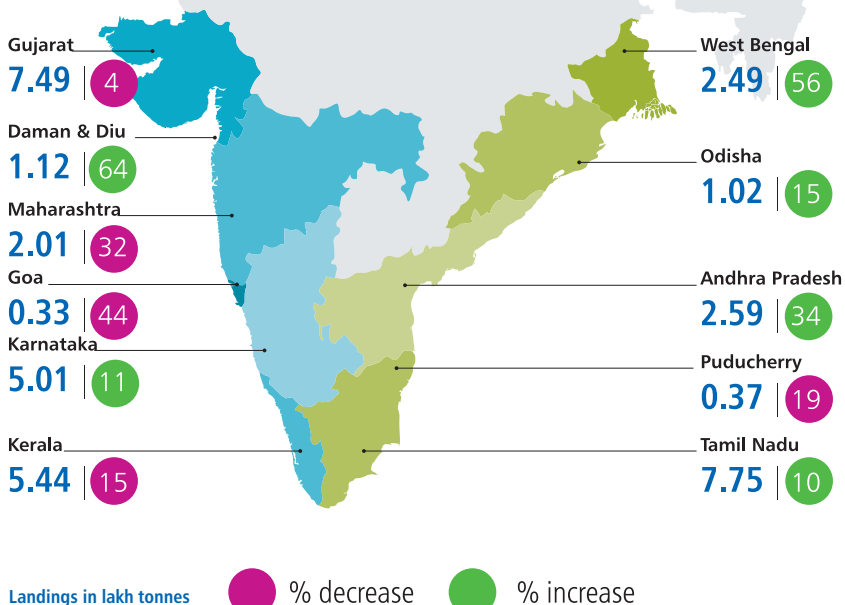 Gujarat
7.49 4
Daman & Diu
1.12 64
Maharashtra
2.01 32
Goa
0.33 44
Karnataka
5.01 11
Kerala
5.44 15
West Bengal
2.49 56
Odisha
1.02 15
Andhra Pradesh
2.59 34
Puducherry
0.37 19
Tamil Nadu
7.75 10
Landings in lakh tonnes % decrease % increase